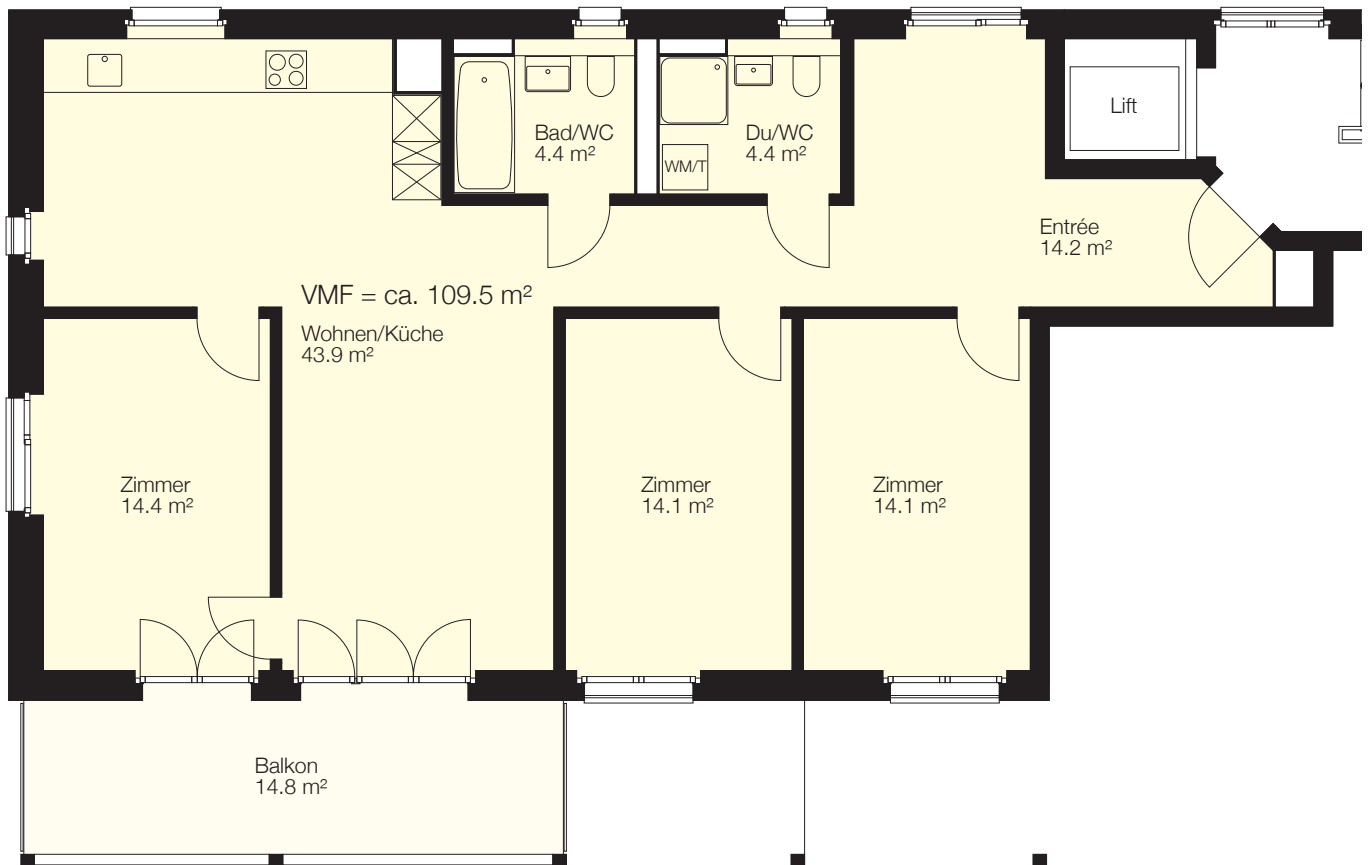 Lift
Bad/WC
4.4 m²
Du/WC
4.4 m²
WM/T
Entrée
14.2 m²
VMF = ca. 109.5 m²
Wohnen/Küche
43.9 m²
Zimmer
14.4 m²
Zimmer
14.1 m²
Zimmer
14.1 m²
Balkon
14.8 m²